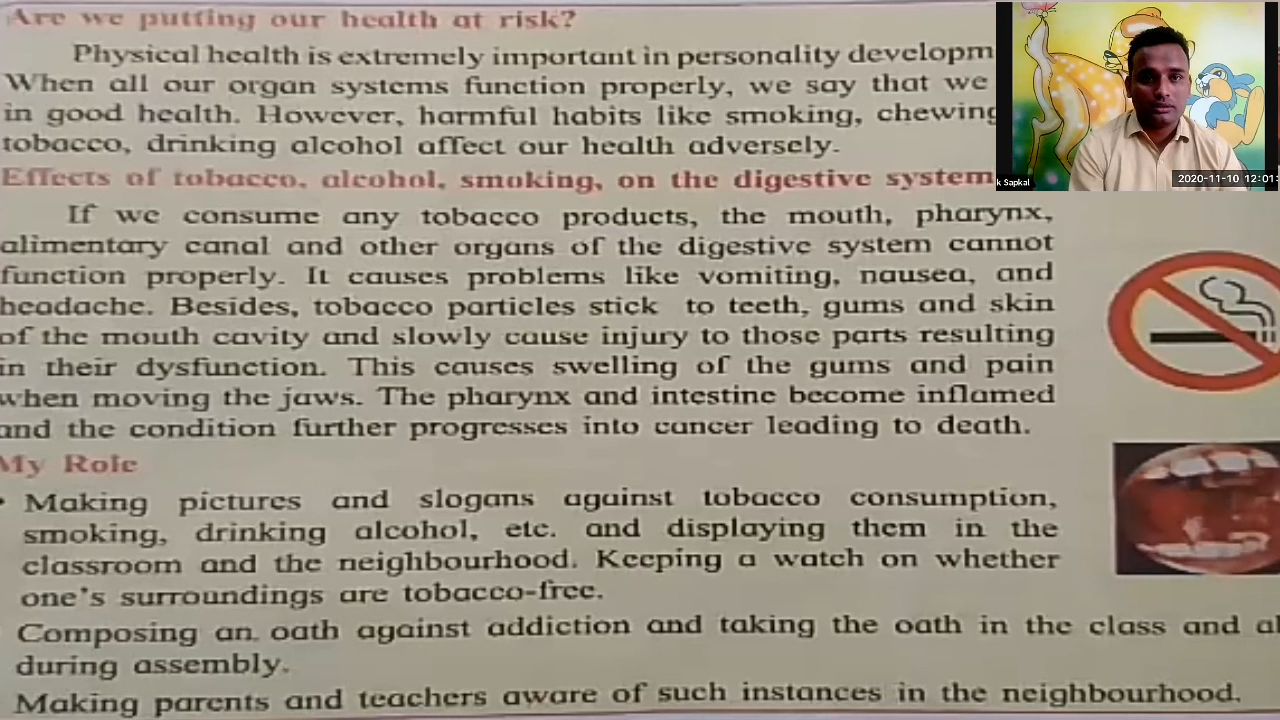 Are we putting our health at risk?
Physical health is extremely important in personality developm
When all our organ systems function properly, we say that we
in good health. However, harmful habits like smoking, chewing
tobacco, drinking alcohol affect our health adversely.
Effects of tobacco, alcohol, smoking, on the digestive system
If we consume any tobacco products, the mouth, pharynx,
alimentary canal and other organs of the digestive system cannot
function properly. It causes problems like vomiting, nausea, and
headache. Besides, tobacco particles stick to teeth, gums and skin
of the mouth cavity and slowly cause injury to those parts resulting
in their dysfunction. This causes swelling of the gums and pain
when moving the jaws. The pharynx and intestine become inflamed
and the condition further progresses into cancer leading to death.
My Role
• Making pictures and slogans against tobacco consumption,
smoking, drinking alcohol, etc. and displaying them in the
classroom and the neighbourhood. Keeping a watch on whether
one's surroundings are tobacco-free.
Composing an oath against addiction and taking the oath in the class and al
during assembly.
Making parents and teachers aware of such instances in the neighbourhood.
k Sapkal
2020-11-10 12:01: